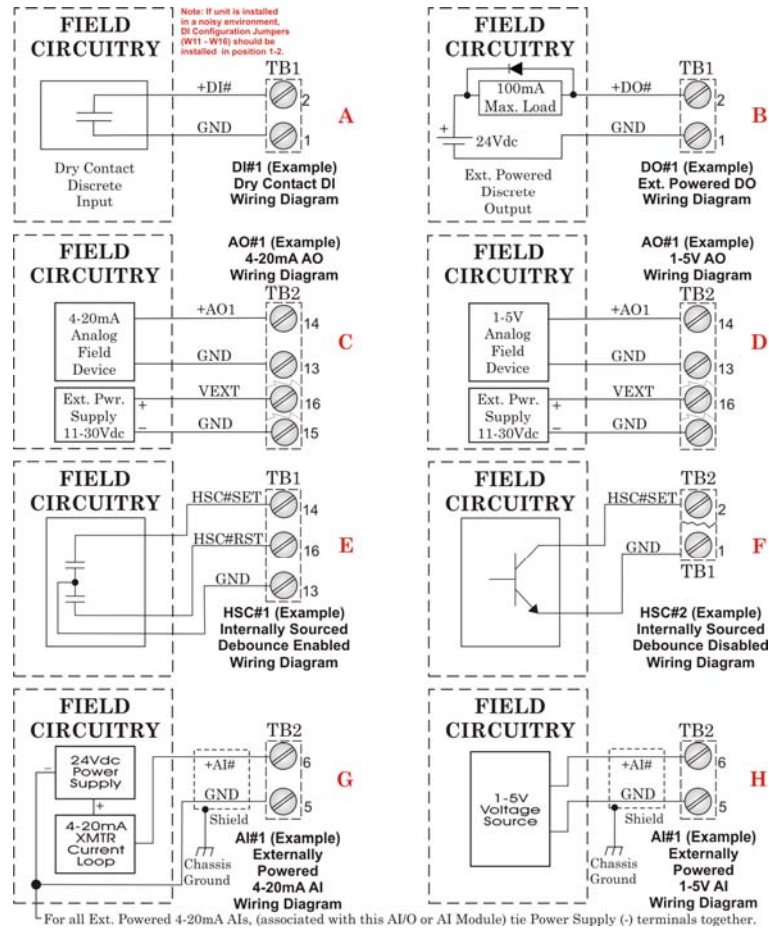 FIELD
CIRCUITRY
Note: If unit is installed
in a noisy environment,
DI Configuration Jumpers
(W11 - W16) should be
installed in position 1-2.
TB1
+DI#
2
GND
1
A
Dry Contact
Discrete
Input
DI#1 (Example)
Dry Contact DI
Wiring Diagram
FIELD
CIRCUITRY
TB1
100mA
Max. Load
+DO#
2
+
24Vdc
GND
1
B
Ext. Powered
Discrete
Output
DO#1 (Example)
Ext. Powered DO
Wiring Diagram
FIELD
CIRCUITRY
AO#1 (Example)
4-20mA AO
Wiring Diagram
TB2
4-20mA
Analog
Field
Device
+AO1
14
GND
13
C
Ext. Pwr.
Supply
11-30Vdc
+
VEXT
16
–
GND
15
FIELD
CIRCUITRY
AO#1 (Example)
1-5V AO
Wiring Diagram
TB2
1-5V
Analog
Field
Device
+AO1
14
GND
13
D
Ext. Pwr.
Supply
11-30Vdc
+
VEXT
16
–
GND
FIELD
CIRCUITRY
TB1
HSC#SET
14
HSC#RST
16
E
GND
13
HSC#1 (Example)
Internally Sourced
Debounce Enabled
Wiring Diagram
FIELD
CIRCUITRY
TB2
HSC#SET
2
GND
1
TB1
F
HSC#2 (Example)
Internally Sourced
Debounce Disabled
Wiring Diagram
FIELD
CIRCUITRY
TB2
24Vdc
Power
Supply
–
+
4-20mA
XMTR
Current
Loop
+AI#
6
GND
5
Shield
G
Chassis
Ground
AI#1 (Example)
Externally
Powered
4-20mA AI
Wiring Diagram
FIELD
CIRCUITRY
TB2
1-5V
Voltage
Source
+AI#
6
GND
5
Shield
H
Chassis
Ground
AI#1 (Example)
Externally
Powered
1-5V AI
Wiring Diagram
For all Ext. Powered 4-20mA AIs, (associated with this AI/O or AI Module) tie Power Supply (-) terminals together.